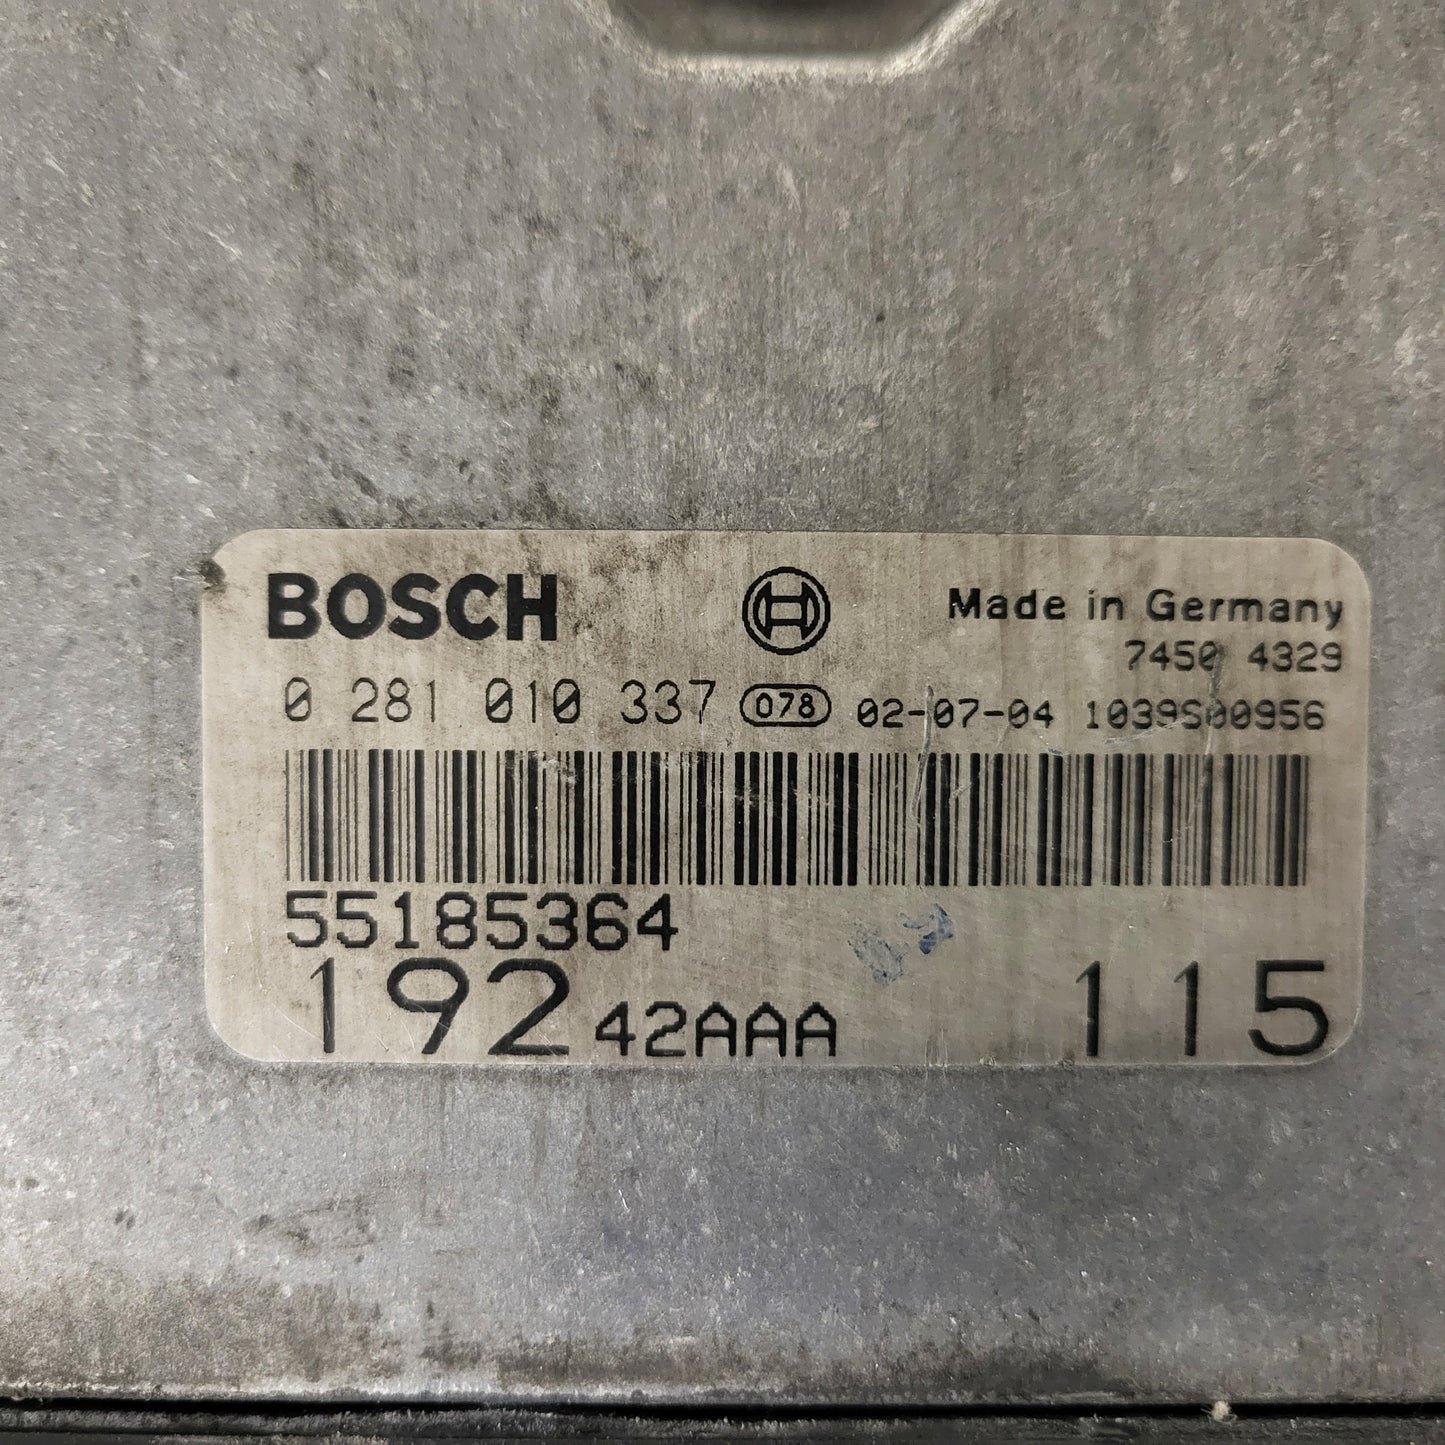 BOSCH Made in Germany
7450 4329
0 281 010 337 078 02-07-04 1039S00956
55185364
192 42AAA 115